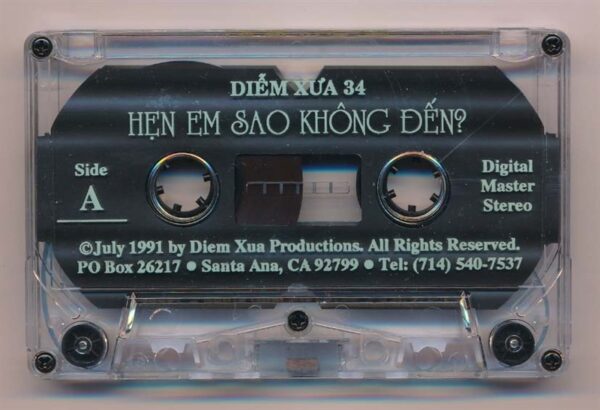 DIỄM XƯA 34
HẸN EM SAO KHÔNG ĐẾN?
Side
A
Digital
Master
Stereo
©July 1991 by Diem Xua Productions. All Rights Reserved.
PO Box 26217 ● Santa Ana, CA 92799 ● Tel: (714) 540-7537